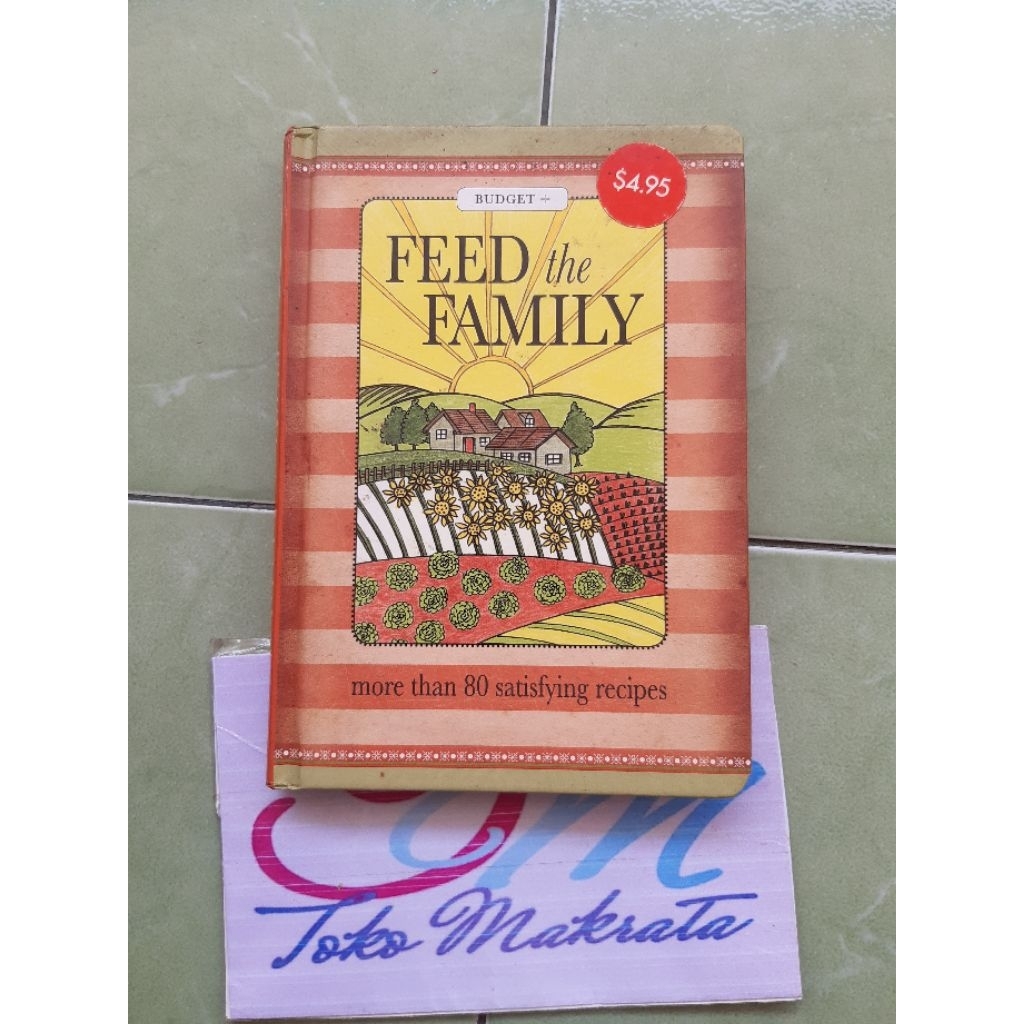 $4.95
BUDGET +
FEED the
FAMILY
more than 80 satisfying recipes
Toko Makrata